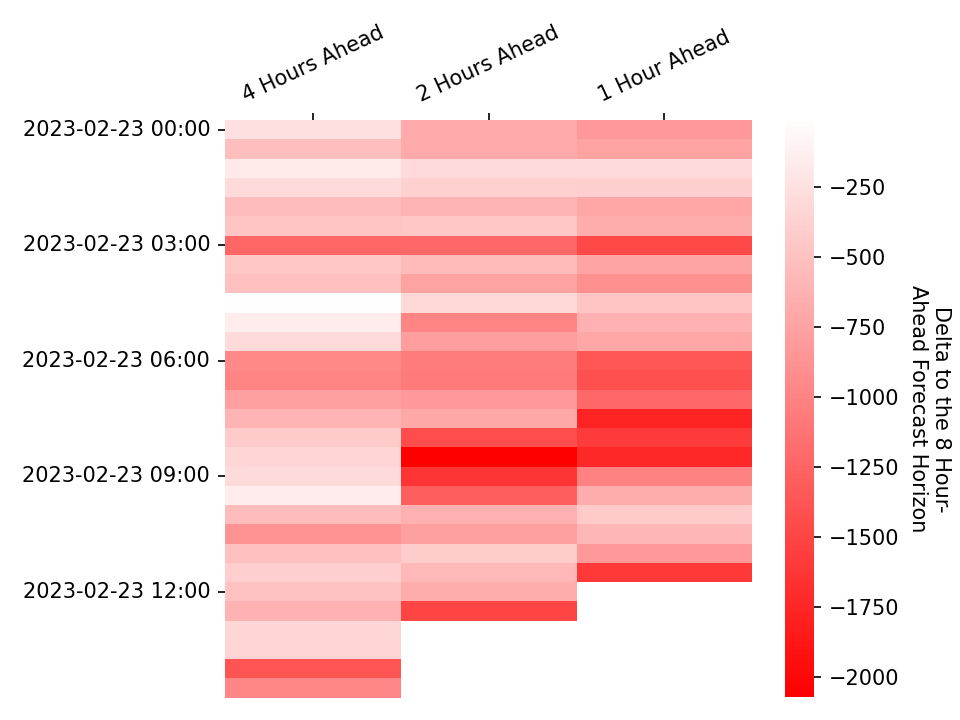 4 Hours Ahead
2 Hours Ahead
1 Hour Ahead
2023-02-23 00:00
2023-02-23 03:00
2023-02-23 06:00
2023-02-23 09:00
2023-02-23 12:00
−250
−500
−750
−1000
−1250
−1500
−1750
−2000
Delta to the 8 Hour-
Ahead Forecast Horizon